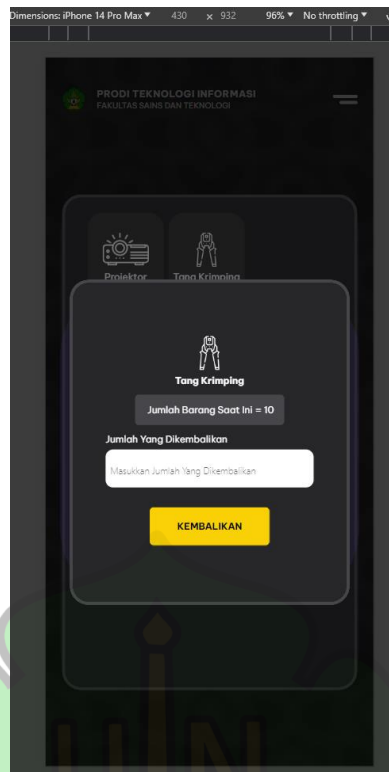 Dimensions: iPhone 14 Pro Max ▼ 430 × 932 96% ▼ No throttling ▼
PRODI TEKNOLOGI INFORMASI
FAKULTAS SAINS DAN TEKNOLOGI
Projektor Tang Krimping
Tang Krimping
Jumlah Barang Saat Ini = 10
Jumlah Yang Dikembalikan
Masukkan Jumlah Yang Dikembalikan
KEMBALIKAN
UIN